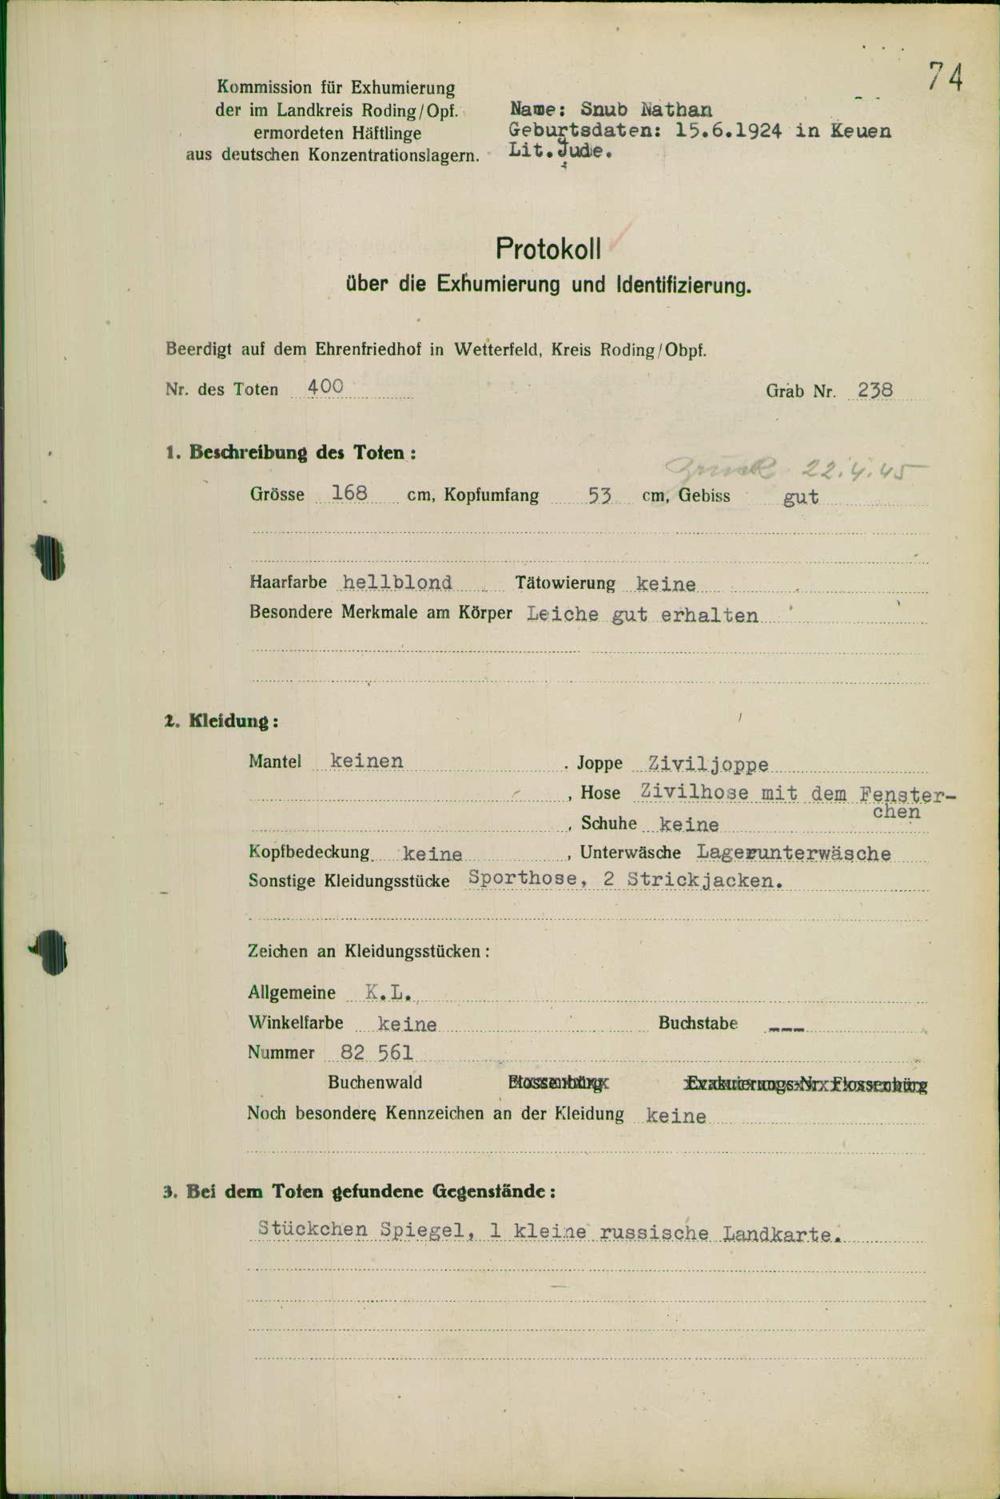 74
Kommission für Exhumierung
der im Landkreis Roding/Opf.
ermordeten Häftlinge
aus deutschen Konzentrationslagern.
Name: Snub Nathan
Geburtsdaten: 15.6.1924 in Keuen
Lit.Jude.
Protokoll
über die Exhumierung und Identifizierung.
Beerdigt auf dem Ehrenfriedhof in Wetterfeld, Kreis Roding/Obpf.
Nr. des Toten 400 Grab Nr. 238
1. Beschreibung des Toten:
22.4.45
Grösse 168 cm, Kopfumfang 53 cm, Gebiss gut
Haarfarbe hellblond Tätowierung keine
Besondere Merkmale am Körper Leiche gut erhalten
2. Kleidung:
Mantel keinen . Joppe Ziviljoppe
, Hose Zivilhose mit dem Fenster-
chen
, Schuhe keine
Kopfbedeckung keine , Unterwäsche Lagerunterwäsche
Sonstige Kleidungsstücke Sporthose, 2 Strickjacken.
Zeichen an Kleidungsstücken:
Allgemeine K.L.
Winkelfarbe keine Buchstabe ---
Nummer 82 561
Buchenwald Flossenbürg Evakuierungs-Nr. Flossenbürg
Noch besondere Kennzeichen an der Kleidung keine
3. Bei dem Toten gefundene Gegenstände:
Stückchen Spiegel, 1 kleine russische Landkarte.